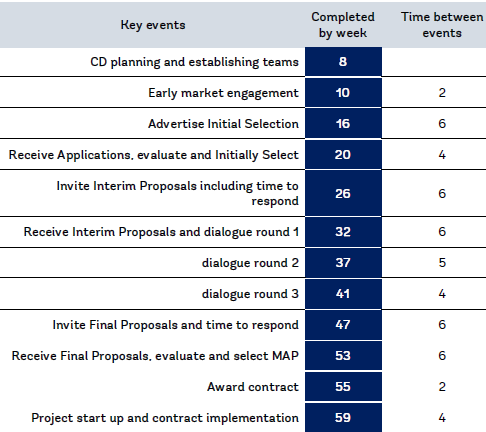 Key events Completed by week Time between events
CD planning and establishing teams 8
Early market engagement 10 2
Advertise Initial Selection 16 6
Receive Applications, evaluate and Initially Select 20 4
Invite Interim Proposals including time to
respond 26 6
Receive Interim Proposals and dialogue round 1 32 6
dialogue round 2 37 5
dialogue round 3 41 4
Invite Final Proposals and time to respond 47 6
Receive Final Proposals, evaluate and select MAP 53 6
Award contract 55 2
Project start up and contract implementation 59 4